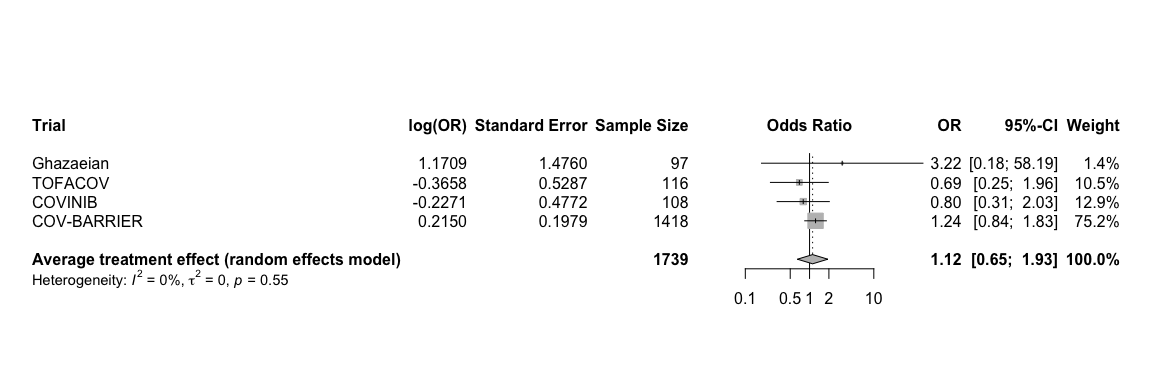 Trial log(OR) Standard Error Sample Size Odds Ratio OR 95%-CI Weight
Ghazaeian 1.1709 1.4760 97 3.22 [0.18; 58.19] 1.4%
TOFACOV -0.3658 0.5287 116 0.69 [0.25; 1.96] 10.5%
COVINIB -0.2271 0.4772 108 0.80 [0.31; 2.03] 12.9%
COV-BARRIER 0.2150 0.1979 1418 1.24 [0.84; 1.83] 75.2%
Average treatment effect (random effects model) 1739 1.12 [0.65; 1.93] 100.0%
Heterogeneity: I² = 0%, τ² = 0, p = 0.55
0.1 0.5 1 2 10